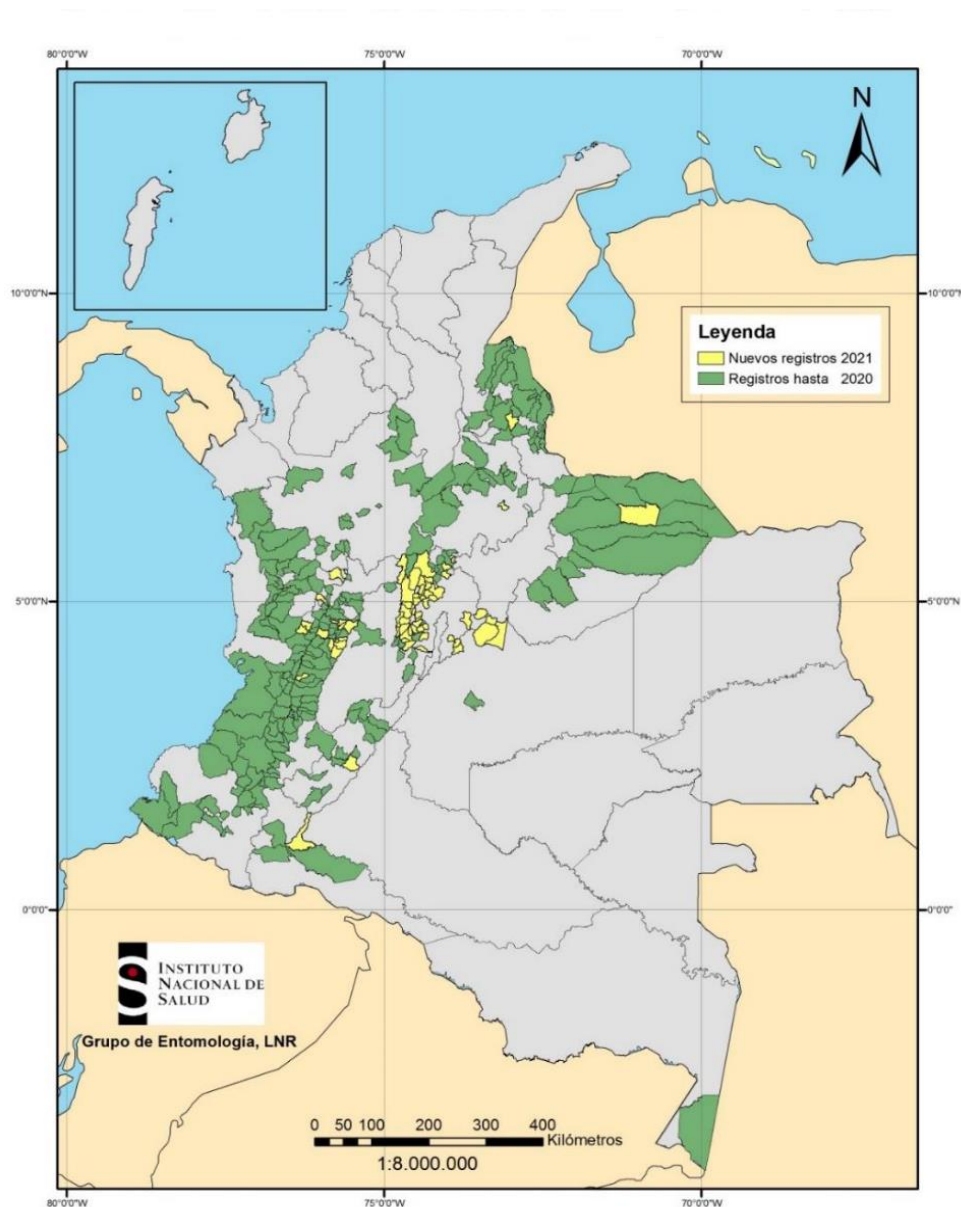 80°0'0"W 75°0'0"W 70°0'0"W
N
10°0'0"N 10°0'0"N
Leyenda
Nuevos registros 2021
Registros hasta 2020
5°0'0"N 5°0'0"N
0°0'0" 0°0'0"
INSTITUTO
NACIONAL DE
SALUD
Grupo de Entomología, LNR
0 50 100 200 300 400
Kilómetros
1:8.000.000
80°0'0"W 75°0'0"W 70°0'0"W